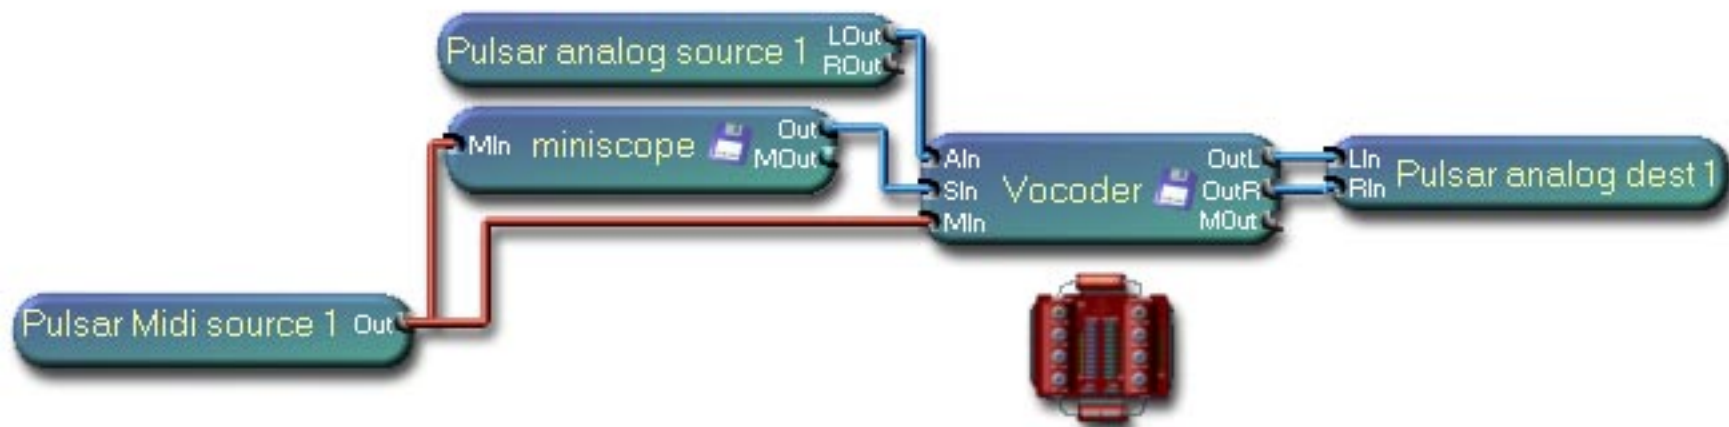 Pulsar analog source 1 LOut
ROut
MIn miniscope Out
MOut
AIn
SIn
MIn
Vocoder
OutL
OutR
MOut
LIn
RIn
Pulsar analog dest 1
Pulsar Midi source 1 Out